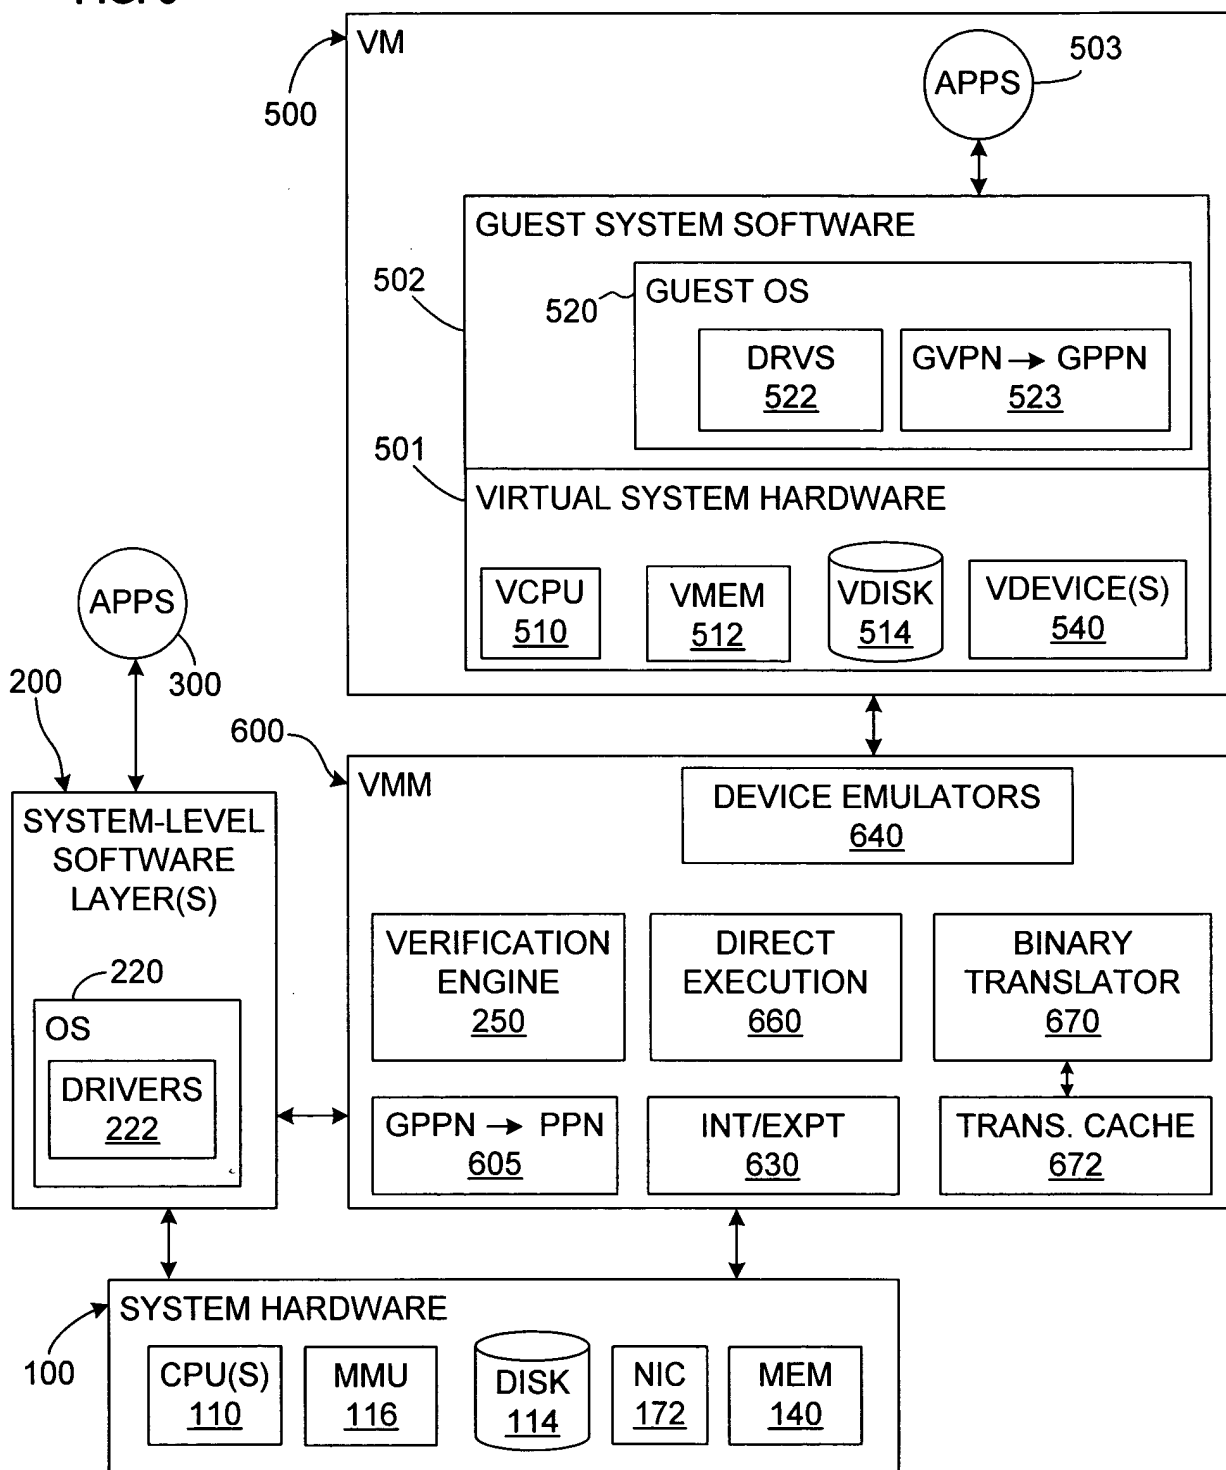 VM
500
APPS
503
GUEST SYSTEM SOFTWARE
502
520
GUEST OS
DRVS
522
GVPN → GPPN
523
501
VIRTUAL SYSTEM HARDWARE
VCPU
510
VMEM
512
VDISK
514
VDEVICE(S)
540
APPS
300
200
600
VMM
DEVICE EMULATORS
640
SYSTEM-LEVEL
SOFTWARE
LAYER(S)
220
OS
DRIVERS
222
VERIFICATION
ENGINE
250
DIRECT
EXECUTION
660
BINARY
TRANSLATOR
670
GPPN → PPN
605
INT/EXPT
630
TRANS. CACHE
672
100
SYSTEM HARDWARE
CPU(S)
110
MMU
116
DISK
114
NIC
172
MEM
140